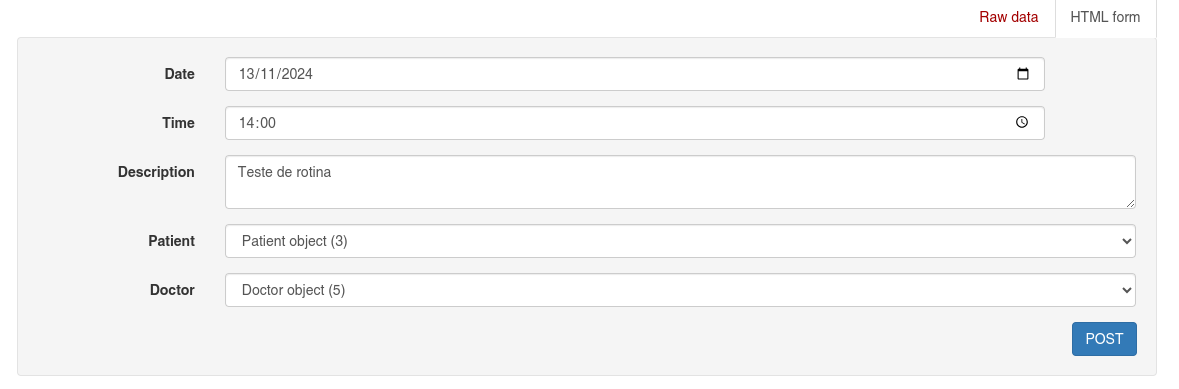 Raw data HTML form
Date 13/11/2024
Time 14:00
Description Teste de rotina
Patient Patient object (3)
Doctor Doctor object (5)
POST